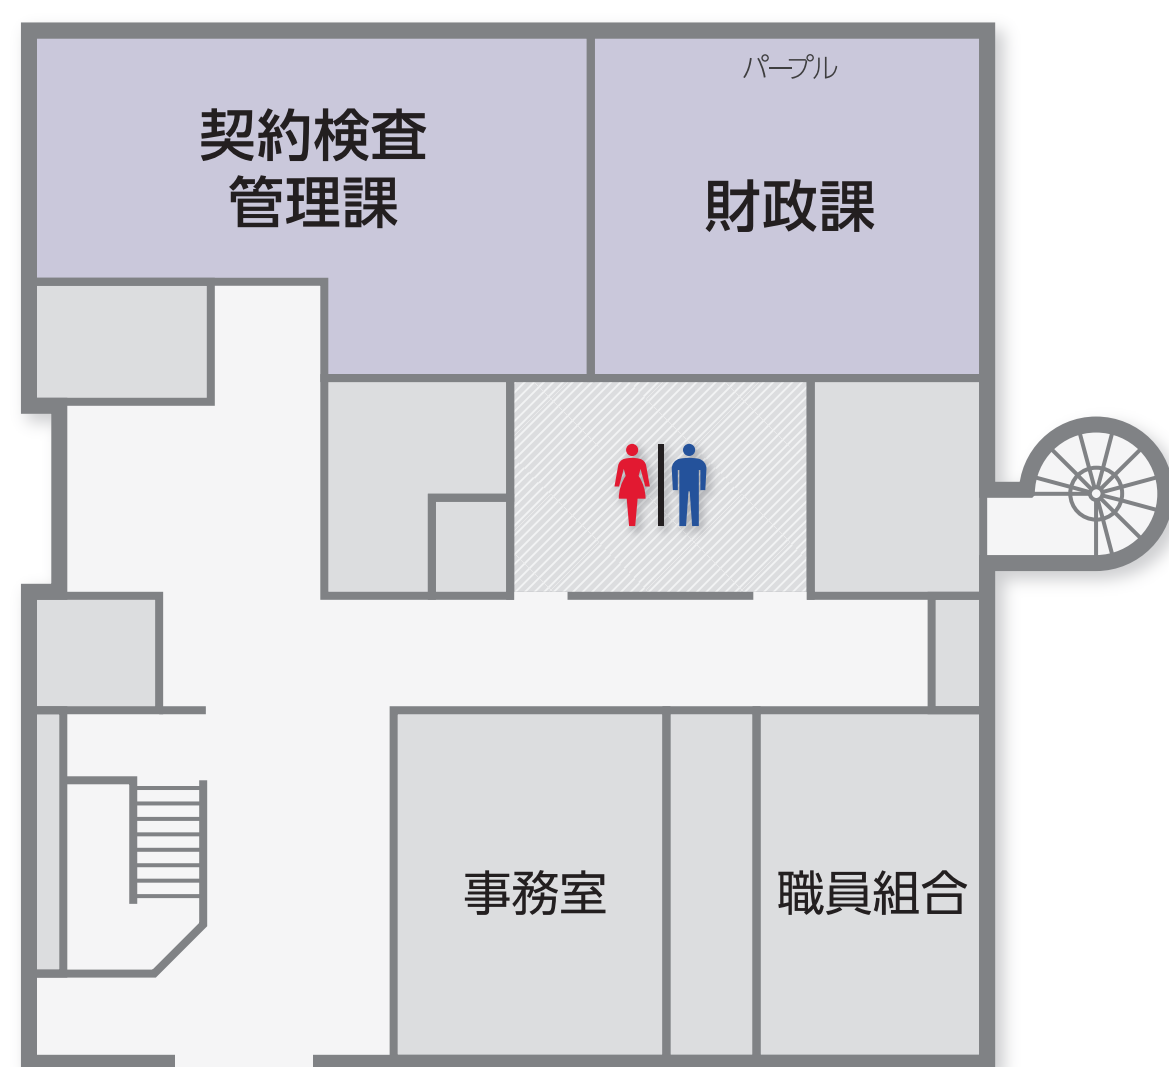 パープル
契約検査
管理課
財政課
事務室
職員組合